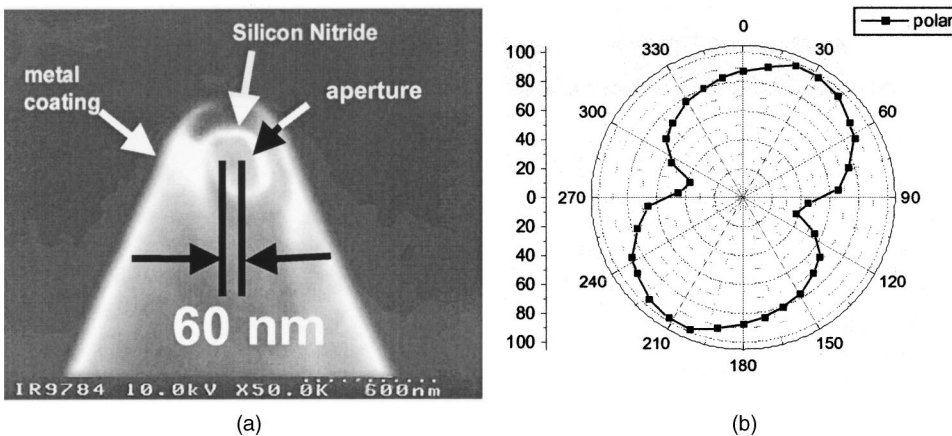 Silicon Nitride
metal
coating
aperture
60 nm
IR9784 10.0kV X50.0K 600nm
(a)
polar
0
30
60
90
120
150
180
210
240
270
300
330
100
80
60
40
20
0
20
40
60
80
100
(b)